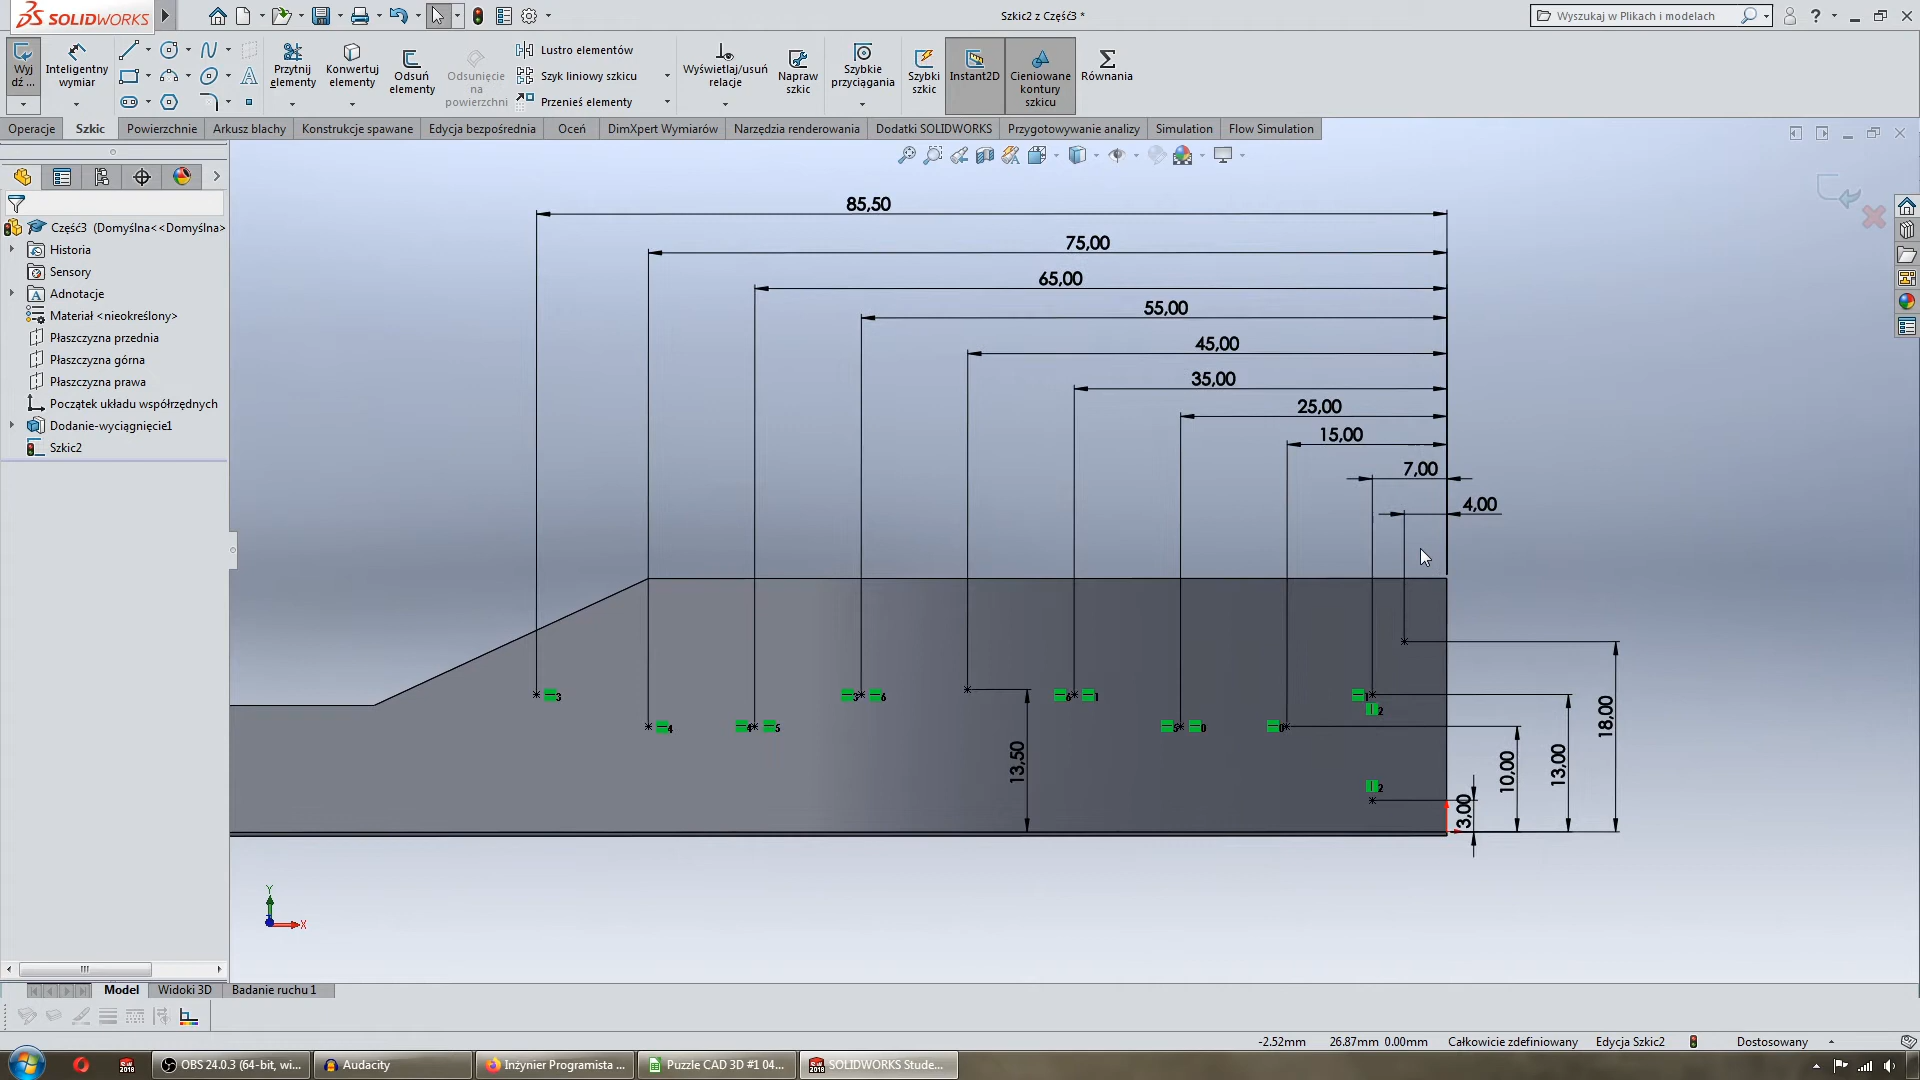 SOLIDWORKS
Szkic2 z Część3 *
Wyszukaj w Plikach i modelach
Wyj
dź ...
Inteligentny
wymiar
Przytnij
elementy
Konwertuj
elementy
Odsuń
elementy
Odsunięcie
na
powierzchni
Lustro elementów
Szyk liniowy szkicu
Przenieś elementy
Wyświetlaj/usuń
relacje
Napraw
szkic
Szybkie
przyciągania
Szybki
szkic
Instant2D
Cieniowane
kontury
szkicu
Równania
Operacje
Szkic
Powierzchnie
Arkusz blachy
Konstrukcje spawane
Edycja bezpośrednia
Oceń
DimXpert Wymiarów
Narzędzia renderowania
Dodatki SOLIDWORKS
Przygotowywanie analizy
Simulation
Flow Simulation
Część3 (Domyślna<<Domyślna>
Historia
Sensory
Adnotacje
Materiał <nieokreślony>
Płaszczyzna przednia
Płaszczyzna górna
Płaszczyzna prawa
Początek układu współrzędnych
Dodanie-wyciągnięcie1
Szkic2
85,50
75,00
65,00
55,00
45,00
35,00
25,00
15,00
7,00
4,00
18,00
13,00
10,00
3,00
13,50
Y
X
Model
Widoki 3D
Badanie ruchu 1
-2.52mm
26.87mm 0.00mm
Całkowicie zdefiniowany
Edycja Szkic2
Dostosowany
OBS 24.0.3 (64-bit, wi...
Audacity
Inżynier Programista ...
Puzzle CAD 3D #1 04...
SOLIDWORKS Stude...